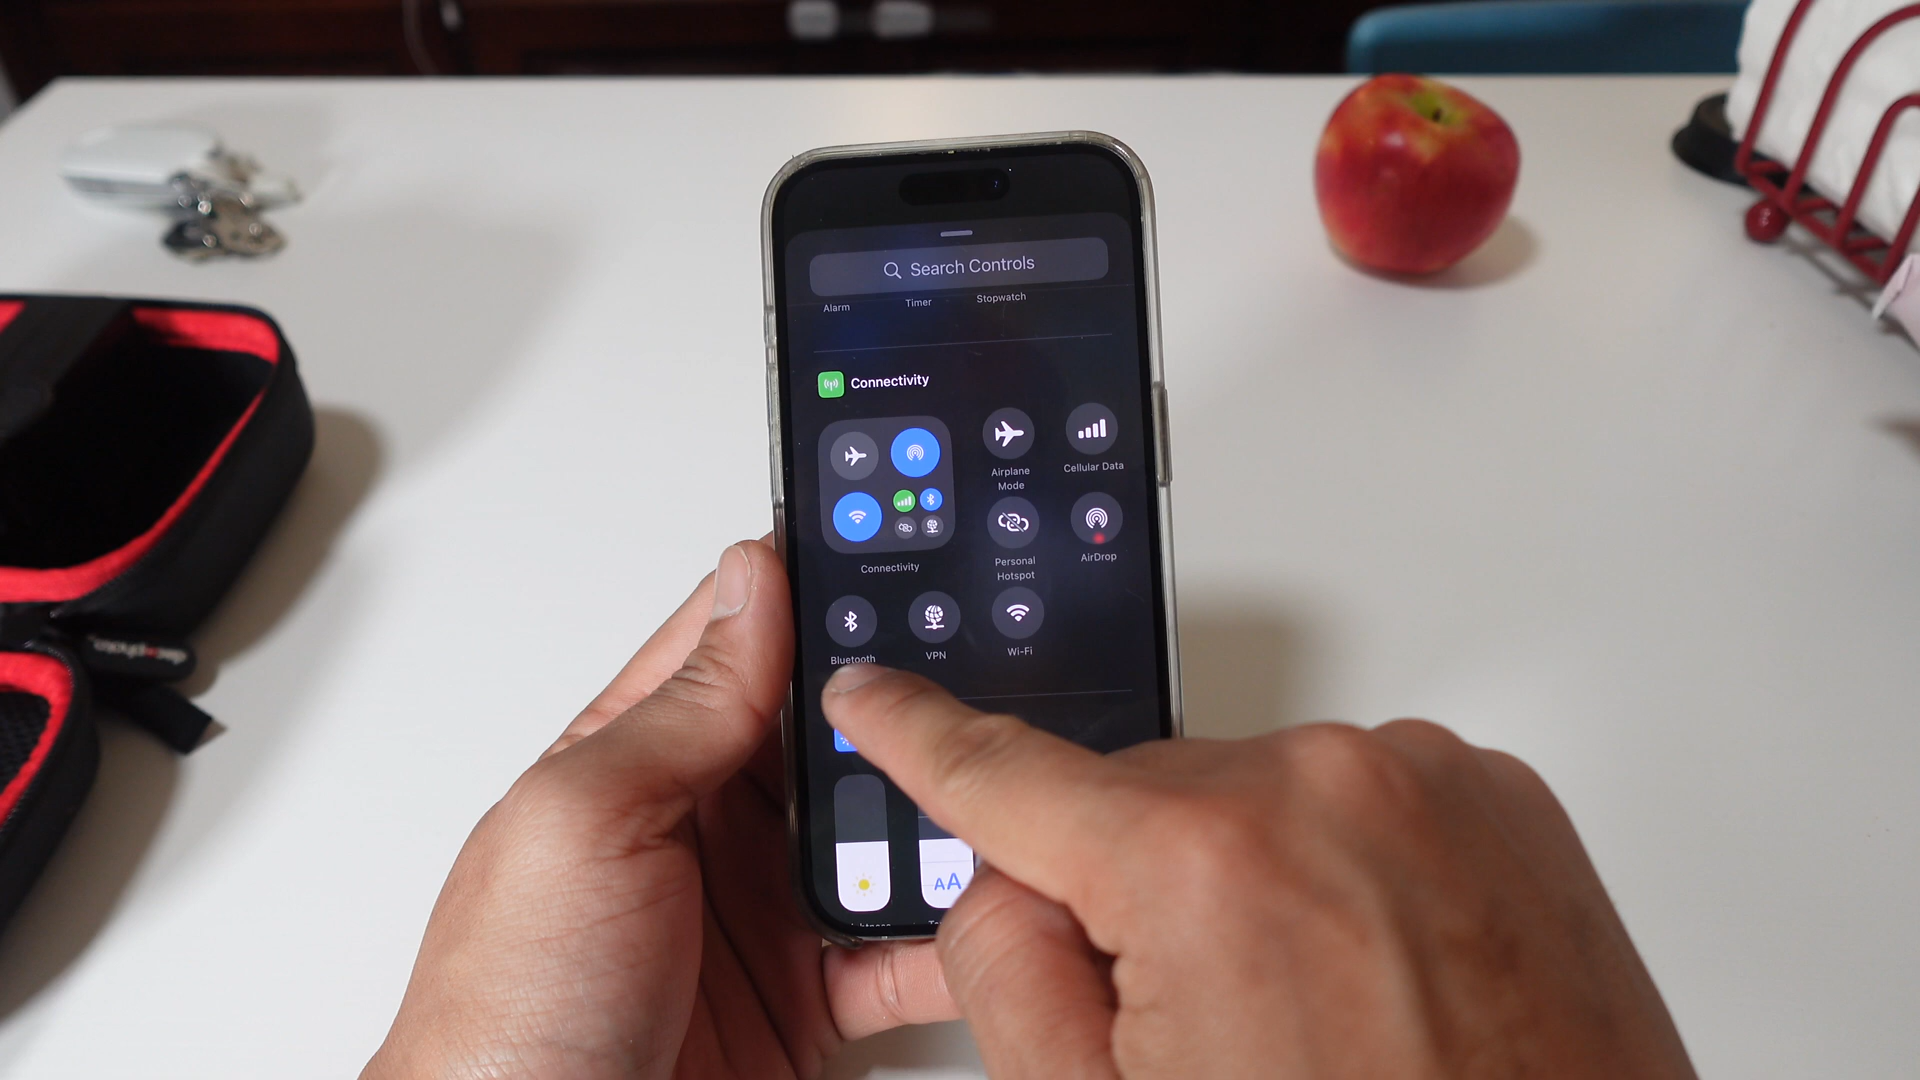 Search Controls
Alarm
Timer
Stopwatch
Connectivity
Airplane
Mode
Cellular Data
Connectivity
Personal
Hotspot
AirDrop
Bluetooth
VPN
Wi-Fi
AA